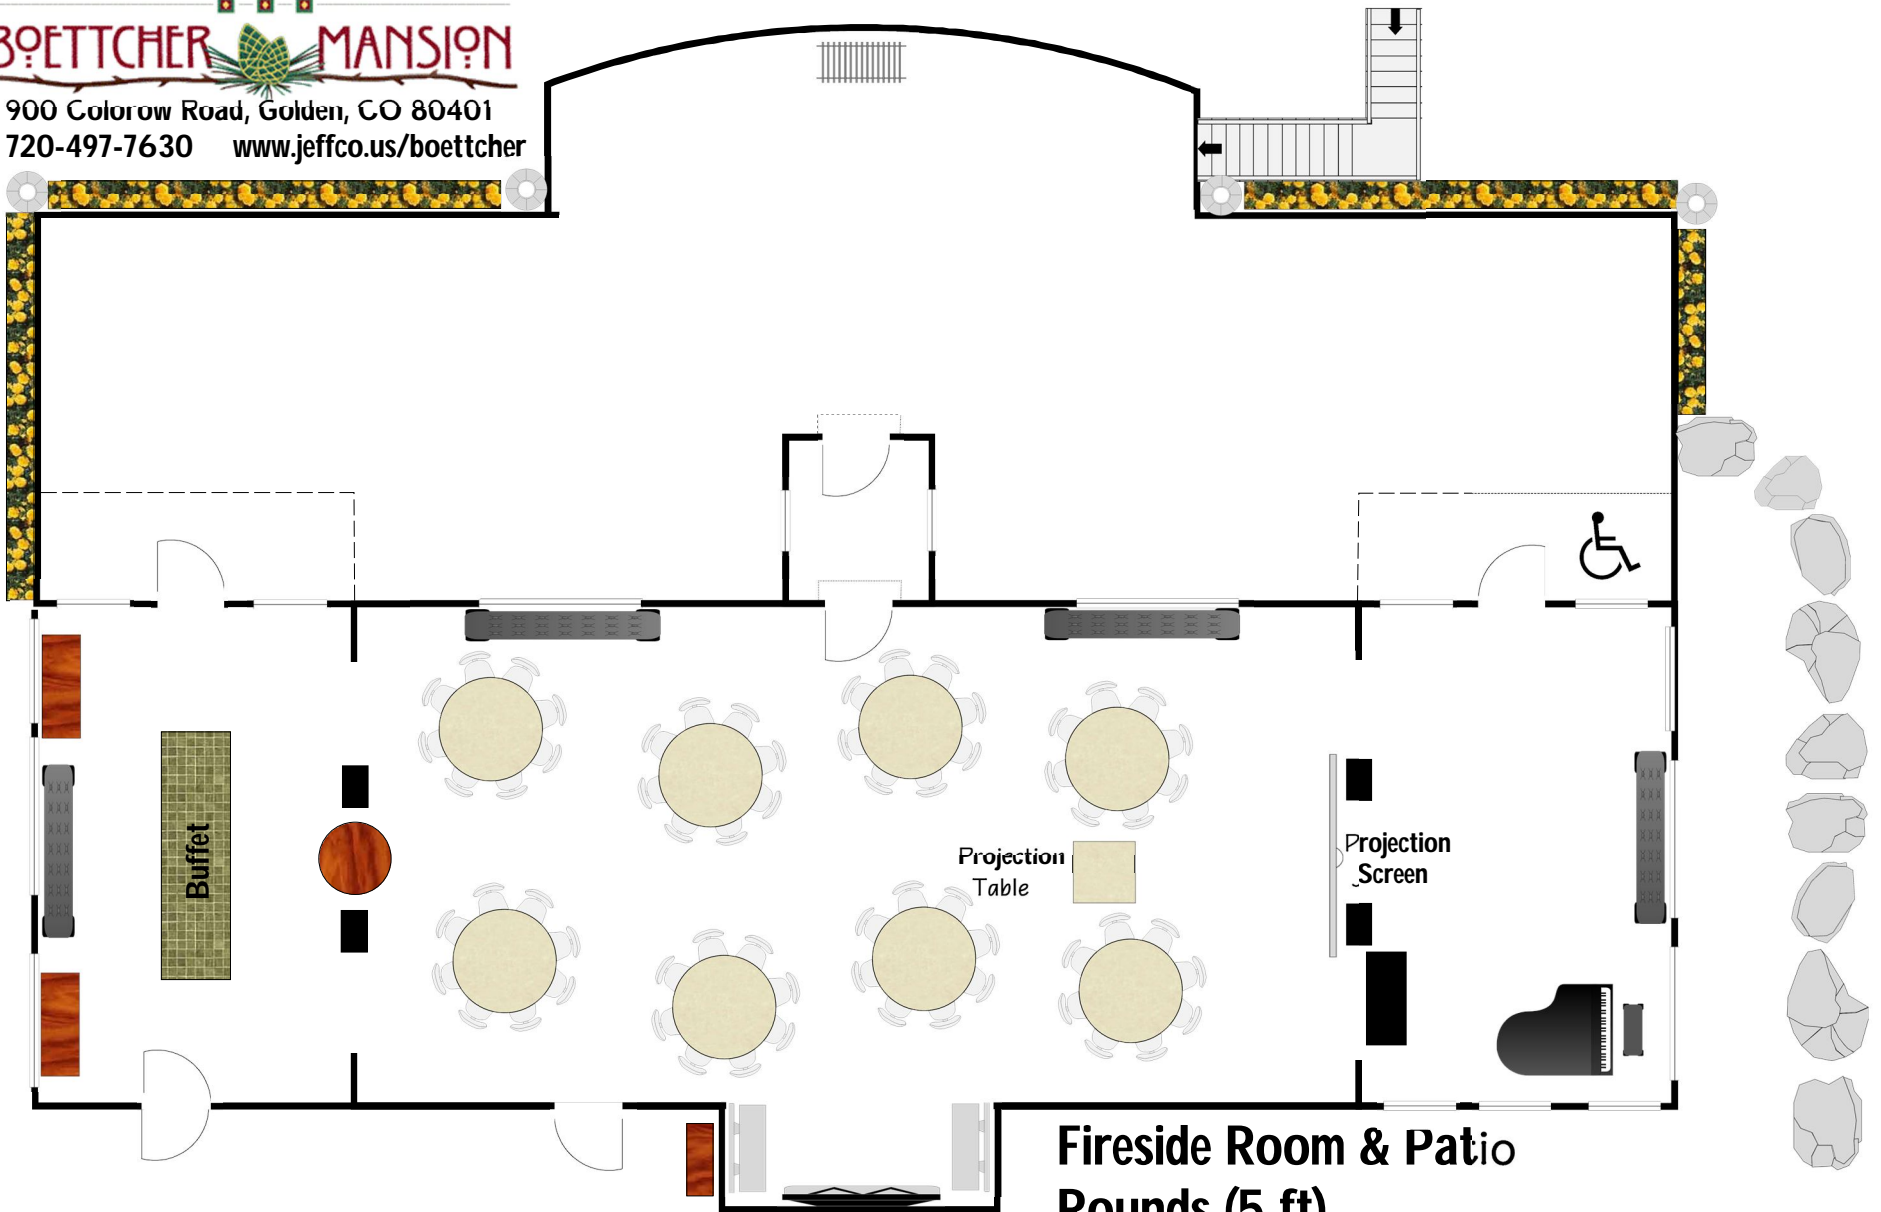 BOETTCHER MANSION
900 Colorow Road, Golden, CO 80401
720-497-7630 www.jeffco.us/boettcher
Buffet
Projection
Table
Projection
Screen
Fireside Room & Patio
Rounds (5 ft)